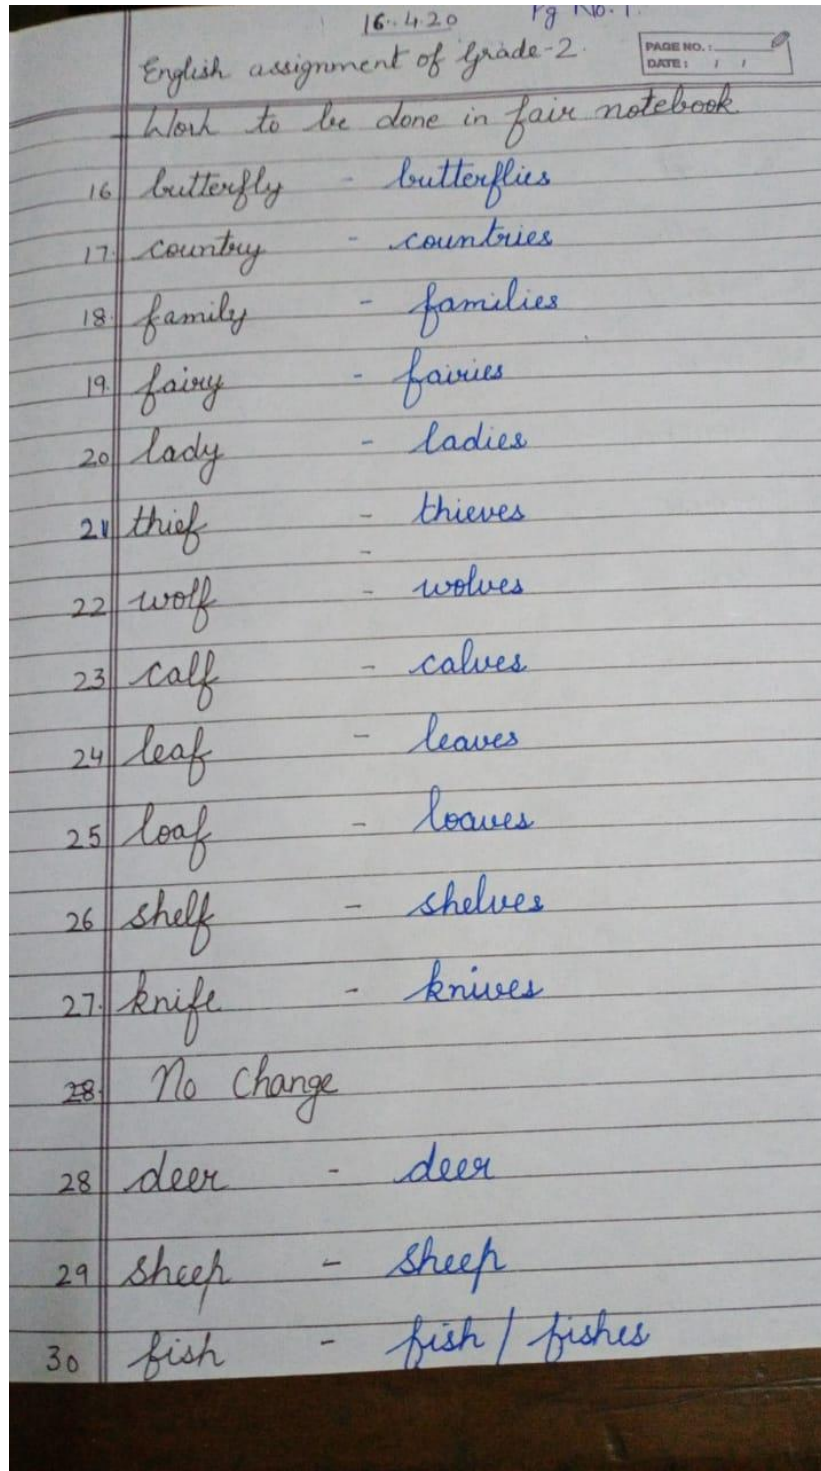 16.4.20 Pg No. 1.
English assignment of Grade-2.
PAGE NO.:
DATE: / /
Work to be done in fair notebook
16 butterfly - butterflies
17. country - countries
18. family - families
19. fairy - fairies
20 lady - ladies
21 thief - thieves
-
22 wolf - wolves
23 calf - calves
24 leaf - leaves
25 loaf - loaves
26 shelf - shelves
27. knife - knives
28. No change
28 deer - deer
29 sheep - sheep
30 fish - fish / fishes